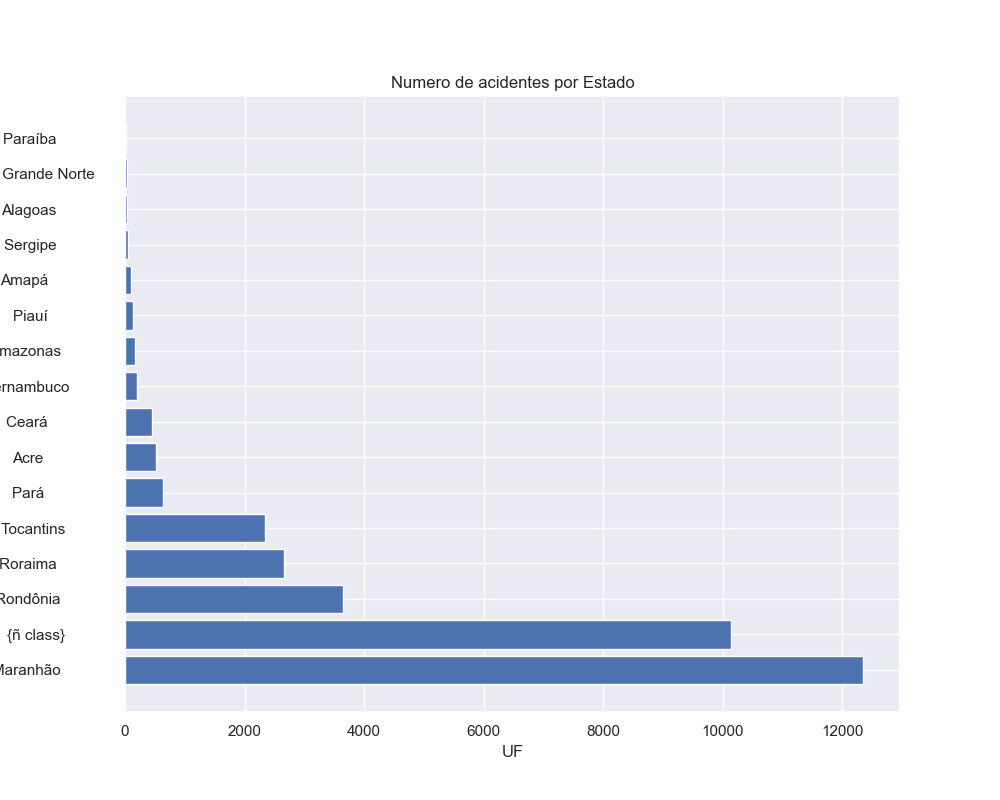 Numero de acidentes por Estado
Paraíba
Grande Norte
Alagoas
Sergipe
Amapá
Piauí
mazonas
ernambuco
Ceará
Acre
Pará
Tocantins
Roraima
Rondônia
{ñ class}
Maranhão
0 2000 4000 6000 8000 10000 12000
UF